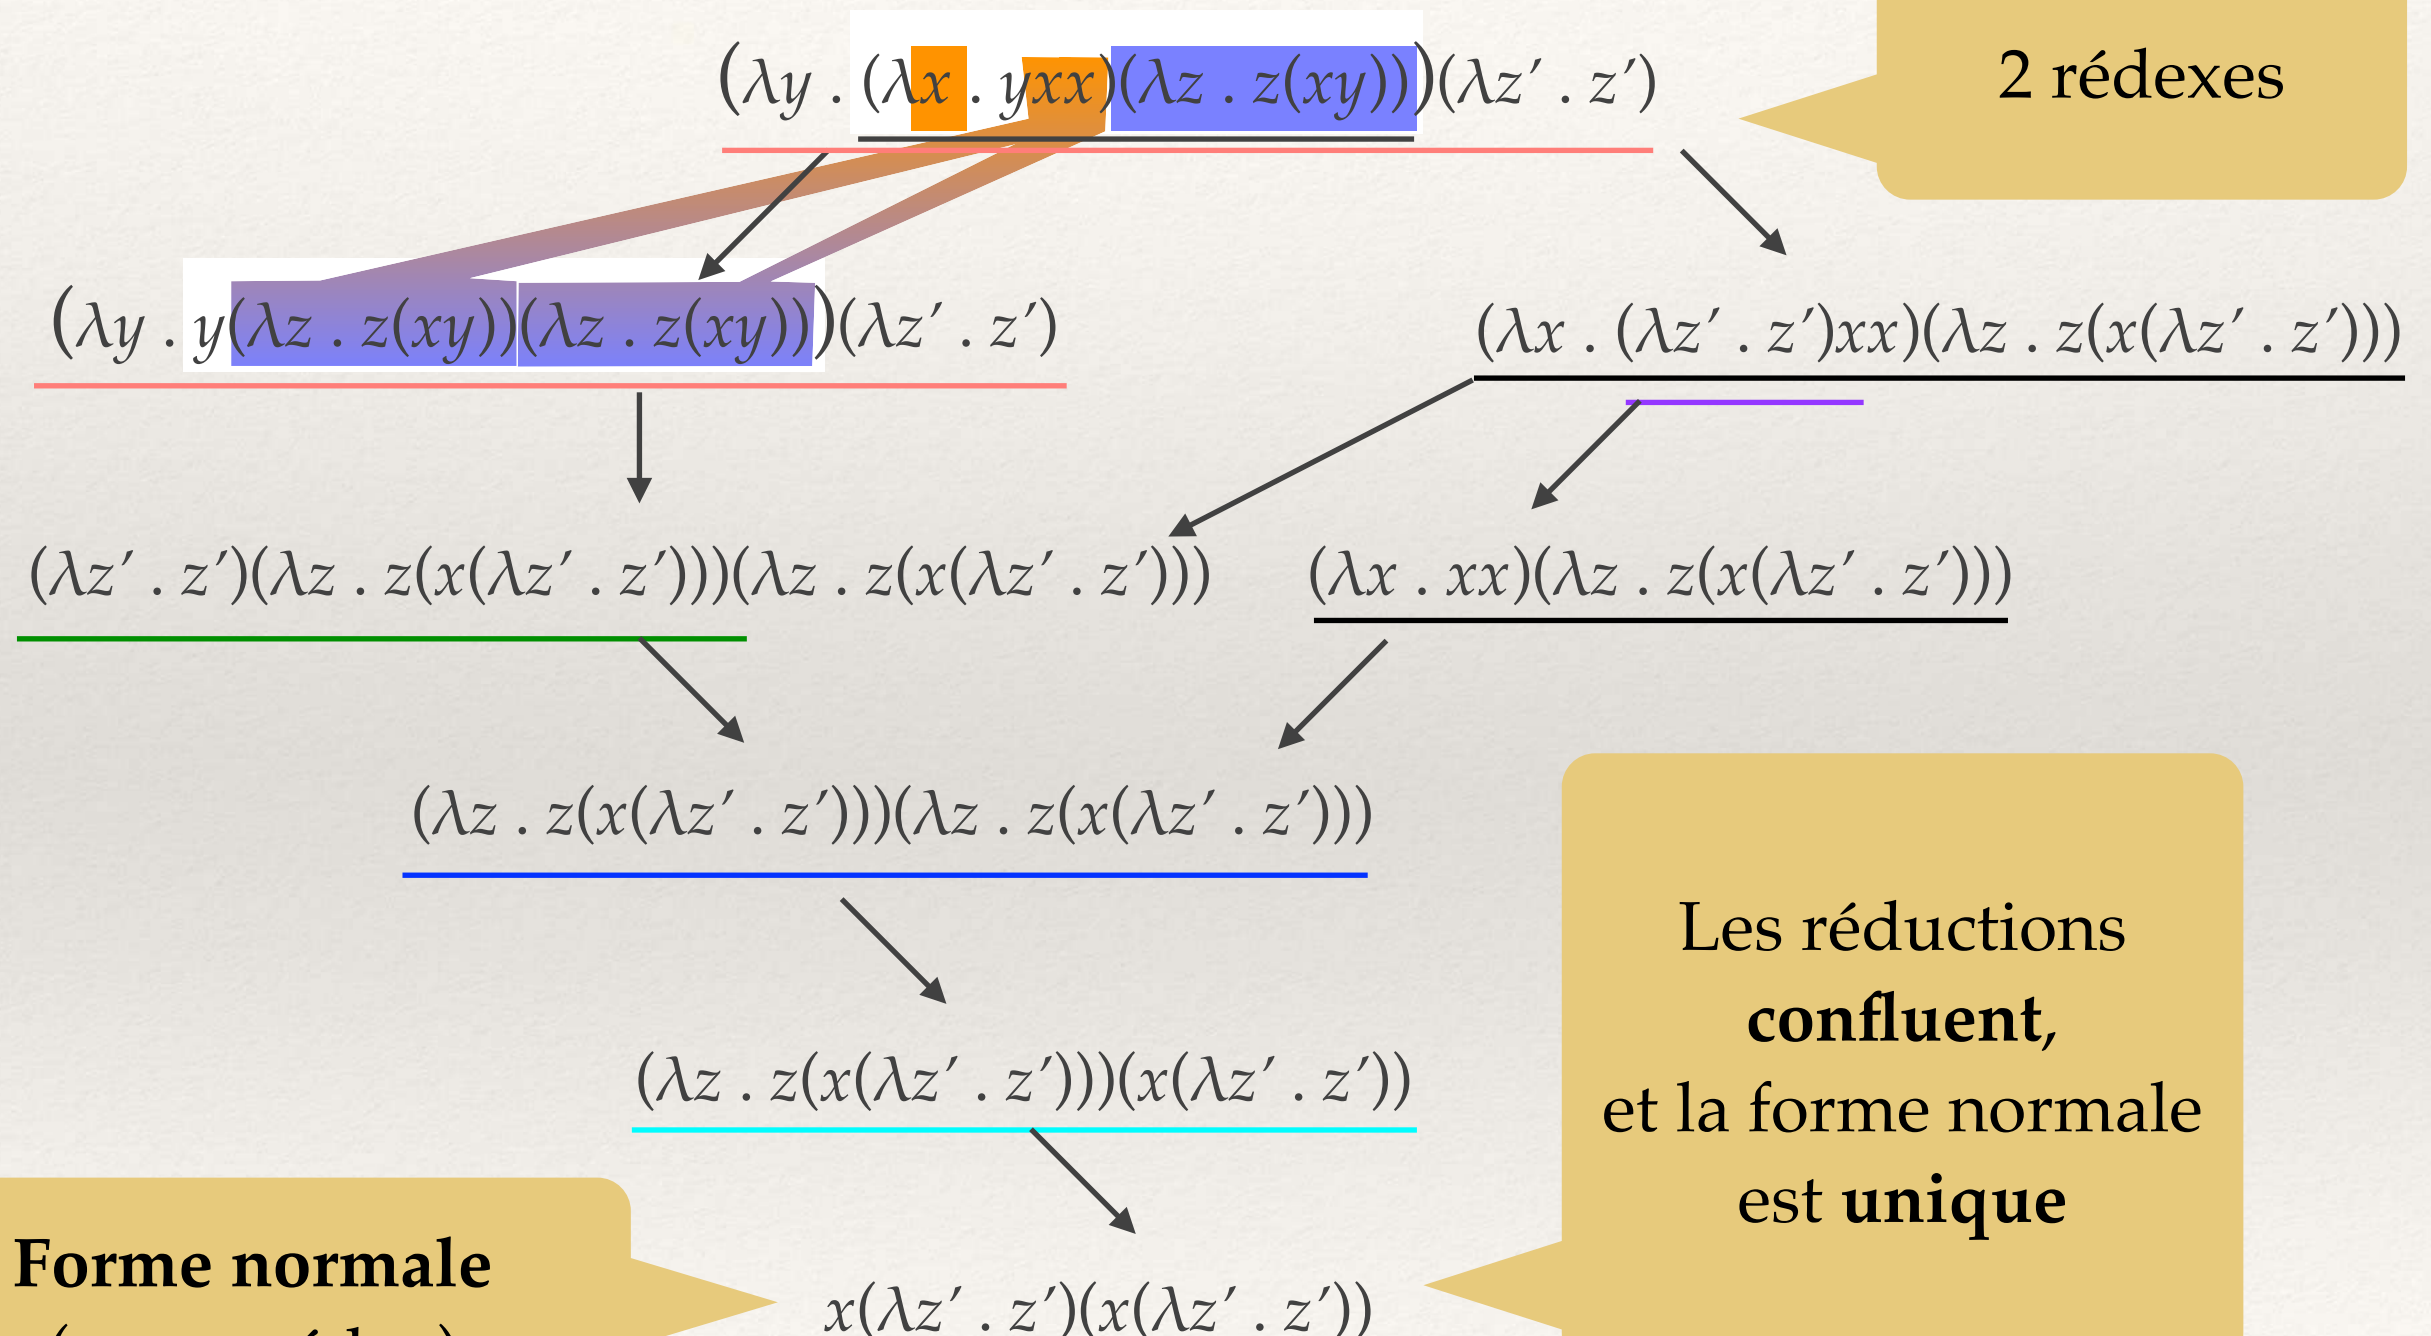 (λy . (λx . yxx)(λz . z(xy)))(λz′ . z′)
2 rédexes
(λy . y(λz . z(xy))(λz . z(xy)))(λz′ . z′)
(λx . (λz′ . z′)xx)(λz . z(x(λz′ . z′)))
(λz′ . z′)(λz . z(x(λz′ . z′)))(λz . z(x(λz′ . z′)))
(λx . xx)(λz . z(x(λz′ . z′)))
(λz . z(x(λz′ . z′)))(λz . z(x(λz′ . z′)))
(λz . z(x(λz′ . z′)))(x(λz′ . z′))
Les réductions
confluent,
et la forme normale
est unique
Forme normale
x(λz′ . z′)(x(λz′ . z′))